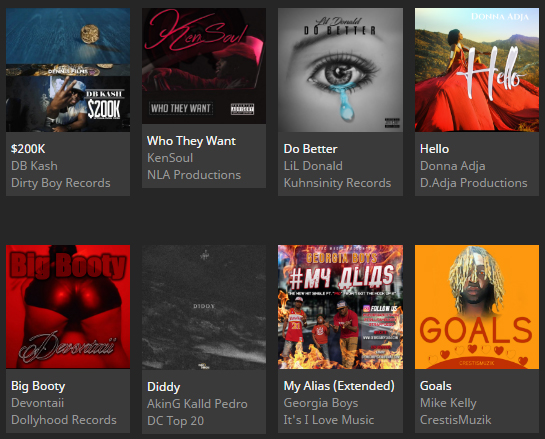 DB KASH
$200K
$200K
DB Kash
Dirty Boy Records
KenSoul
WHO THEY WANT
Who They Want
KenSoul
NLA Productions
Lil Donald
DO BETTER
Do Better
LiL Donald
Kuhnsinity Records
DONNA ADJA
Hello
Hello
Donna Adja
D.Adja Productions
Big Booty
Devontaii
Big Booty
Devontaii
Dollyhood Records
DIDDY
Diddy
AkinG Kalld Pedro
DC Top 20
GEORGIA BOYS
#MY ALIAS
FOLLOW US
My Alias (Extended)
Georgia Boys
It's I Love Music
GOALS
CRESTISMUZIK
Goals
Mike Kelly
CrestisMuzik